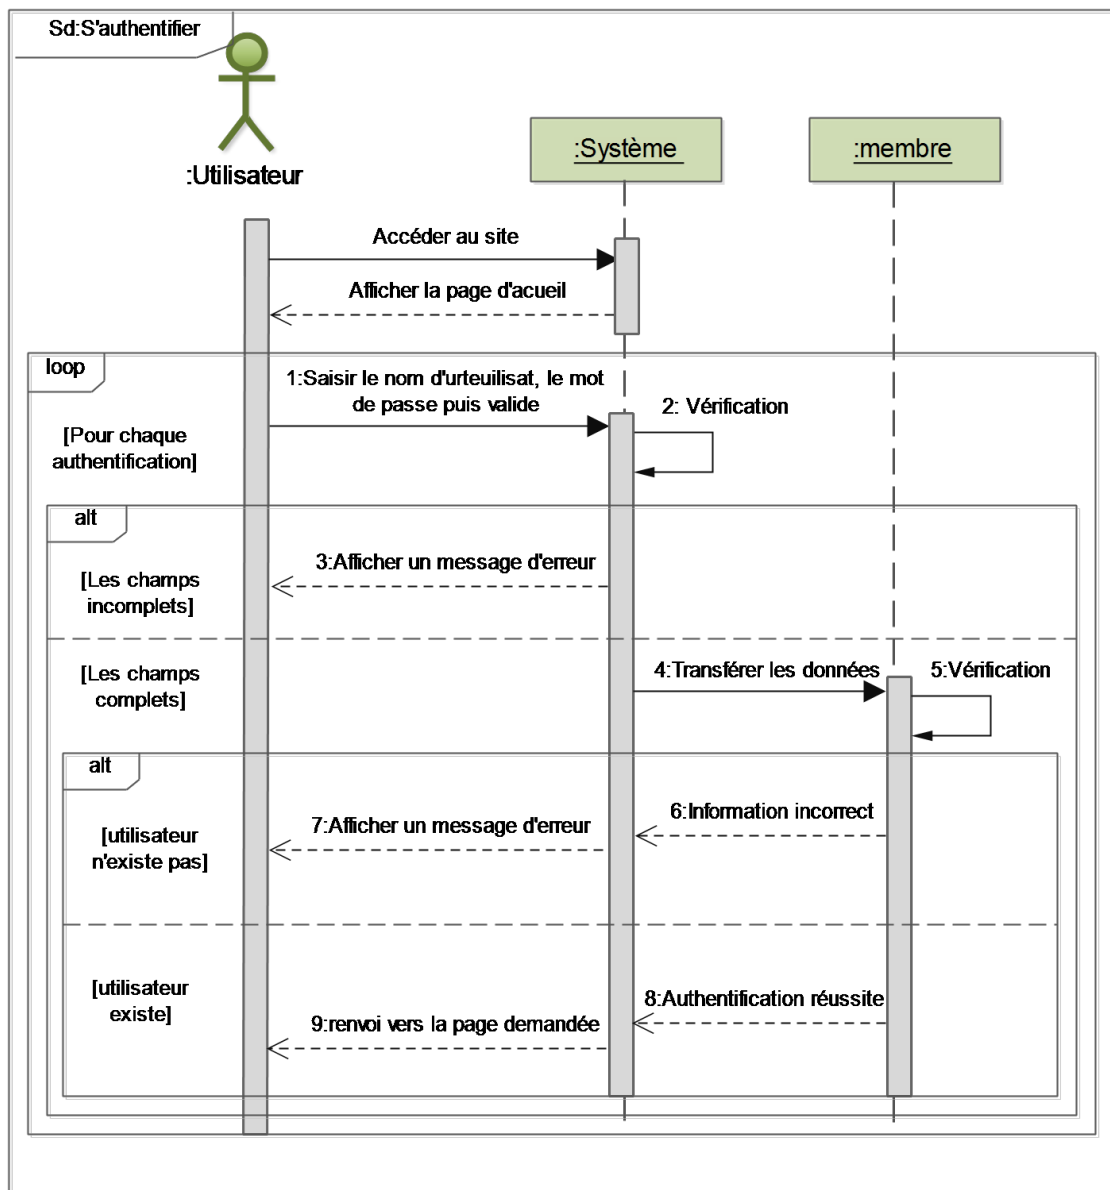 Sd:S'authentifier
:Utilisateur
:Système
:membre
Accéder au site
Afficher la page d'acueil
loop
[Pour chaque
authentification]
1:Saisir le nom d'urteuilisat, le mot
de passe puis valide
2: Vérification
alt
[Les champs
incomplets]
3:Afficher un message d'erreur
[Les champs
complets]
4:Transférer les données
5:Vérification
alt
[utilisateur
n'existe pas]
6:Information incorrect
7:Afficher un message d'erreur
[utilisateur
existe]
8:Authentification réussite
9:renvoi vers la page demandée